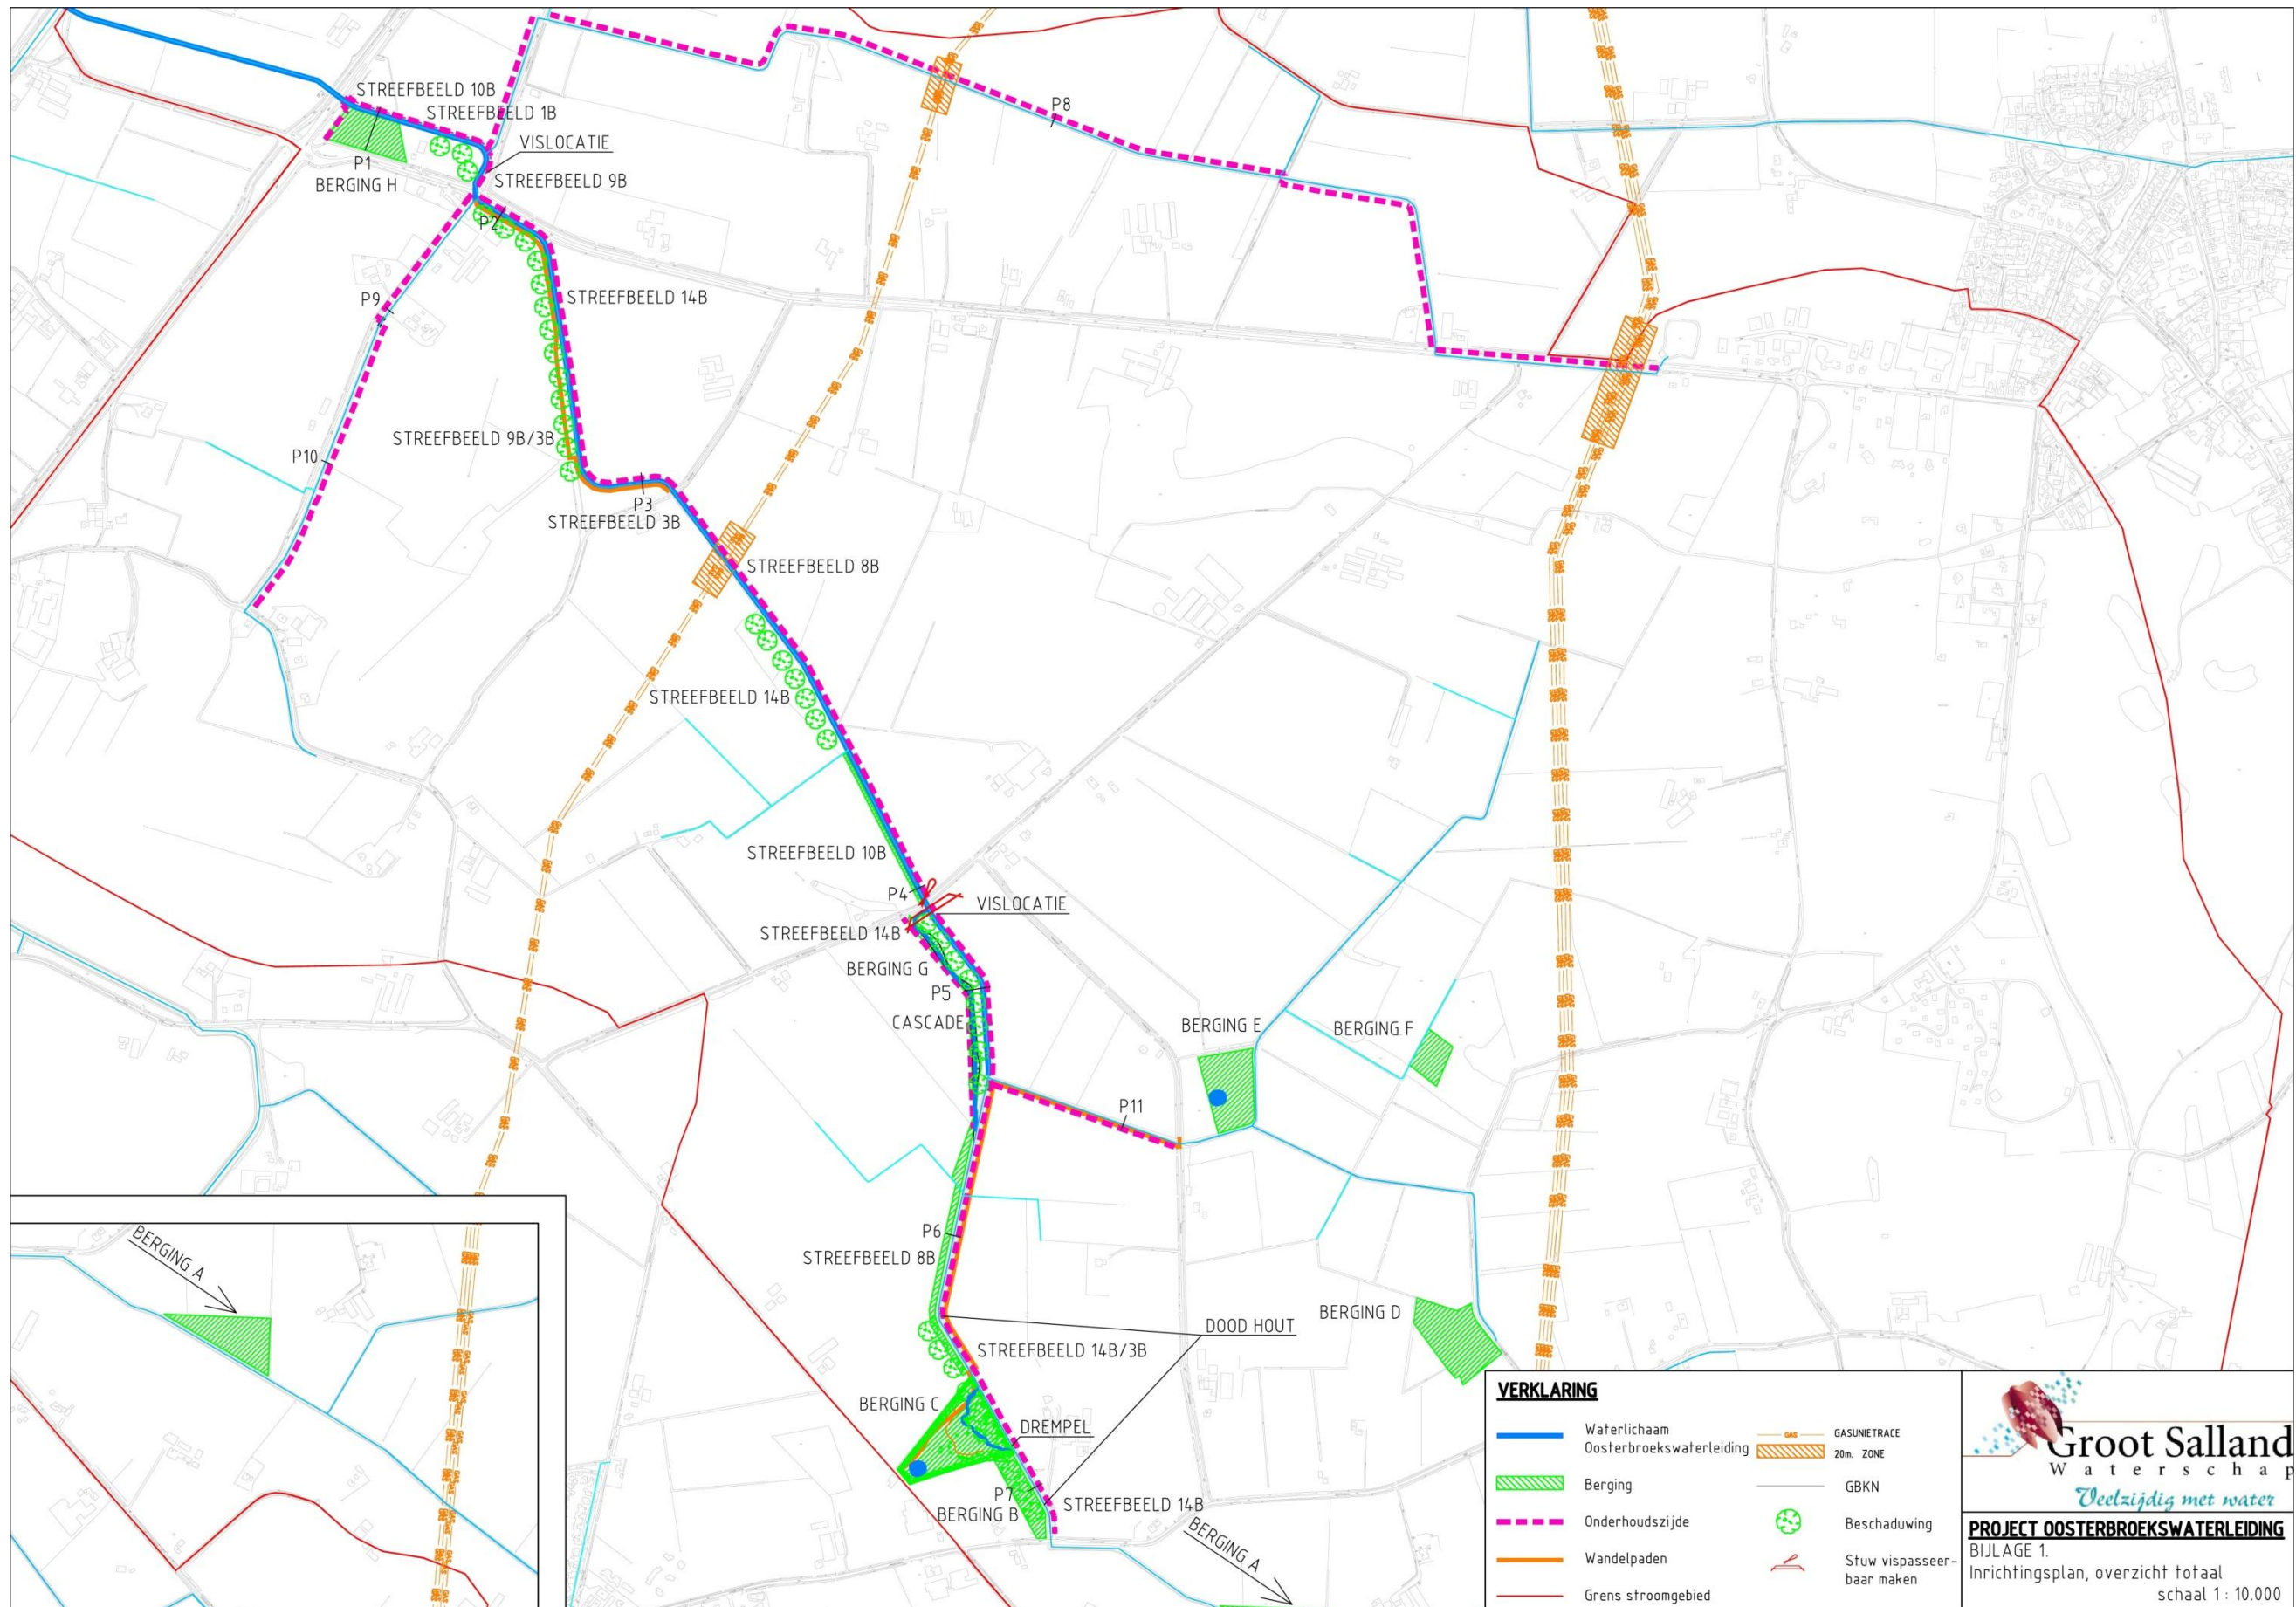 STREEFBEELD 10B
STREEFBEELD 1B
VISLOCATIE
P1
BERGING H
STREEFBEELD 9B
P2
P8
P9
STREEFBEELD 14B
STREEFBEELD 9B/3B
P10
P3
STREEFBEELD 3B
STREEFBEELD 8B
STREEFBEELD 14B
STREEFBEELD 10B
P4
VISLOCATIE
STREEFBEELD 14B
BERGING G
P5
CASCADE
BERGING E
BERGING F
P11
P6
STREEFBEELD 8B
BERGING A
BERGING D
DOOD HOUT
STREEFBEELD 14B/3B
BERGING C
DREMPEL
P7
BERGING B
STREEFBEELD 14B
BERGING A
VERKLARING
Waterlichaam
Oosterbroekswaterleiding
Berging
Onderhoudszijde
Wandelpaden
Grens stroomgebied
GAS
GASUNIETRACE
20m. ZONE
GBKN
Beschaduwing
Stuw vispasseer-
baar maken
Groot Salland
Waterschap
Veelzijdig met water
PROJECT OOSTERBROEKSWATERLEIDING
BIJLAGE 1.
Inrichtingsplan, overzicht totaal
schaal 1 : 10.000